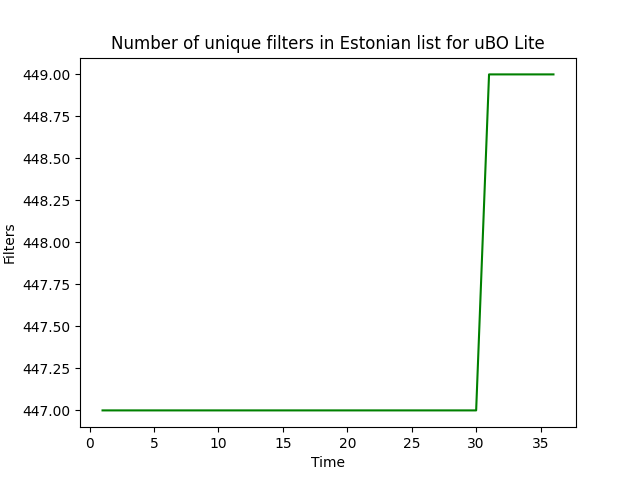 Number of unique filters in Estonian list for uBO Lite
449.00
448.75
448.50
448.25
448.00
447.75
447.50
447.25
447.00
Filters
0 5 10 15 20 25 30 35
Time